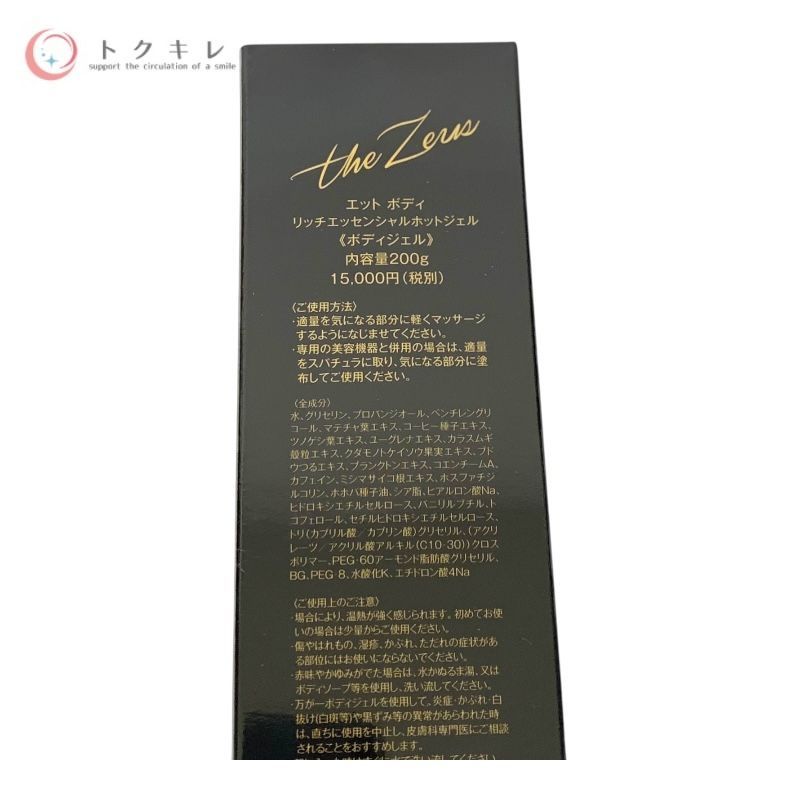 トクキレ
support the circulation of a smile
the Zeus
エット ボディ
リッチエッセンシャルホットジェル
《ボディジェル》
内容量200g
15,000円(税別)
〈ご使用方法〉
・適量を気になる部分に軽くマッサージ
するようになじませてください。
・専用の美容機器と併用の場合は、適量
をスパチュラに取り、気になる部分に塗
布してご使用ください。
〈全成分〉
水、グリセリン、プロパンジオール、ペンチレングリ
コール、マテチャ葉エキス、コーヒー種子エキス、
ツノゲシ葉エキス、ユーグレナエキス、カラスムギ
穀粒エキス、クダモノトケイソウ果実エキス、ブド
ウつるエキス、プランクトンエキス、コエンチームA、
カフェイン、ミシマサイコ根エキス、ホスファチジ
ルコリン、ホホバ種子油、シア脂、ヒアルロン酸Na、
ヒドロキシエチルセルロース、バニリルブチル、ト
コフェロール、セチルヒドロキシエチルセルロース、
トリ(カプリル酸/カプリン酸)グリセリル、(アクリ
レーツ/アクリル酸アルキル(C10-30))クロス
ポリマー、PEG-60アーモンド脂肪酸グリセリル、
BG、PEG-8、水酸化K、エチドロン酸4Na
〈ご使用上のご注意〉
・場合により、温熱が強く感じられます。初めてお使
いの場合は少量からご使用ください。
・傷やはれもの、湿疹、かぶれ、ただれの症状があ
る部位にはお使いにならないでください。
・赤味やかゆみがでた場合は、水かぬるま湯、又は
ボディソープ等を使用し、洗い流してください。
・万が一ボディジェルを使用して、炎症・かぶれ・白
抜け(白斑等)や黒ずみ等の異常があらわれた時
は、直ちに使用を中止し、皮膚科専門医にご相談
されることをおすすめします。